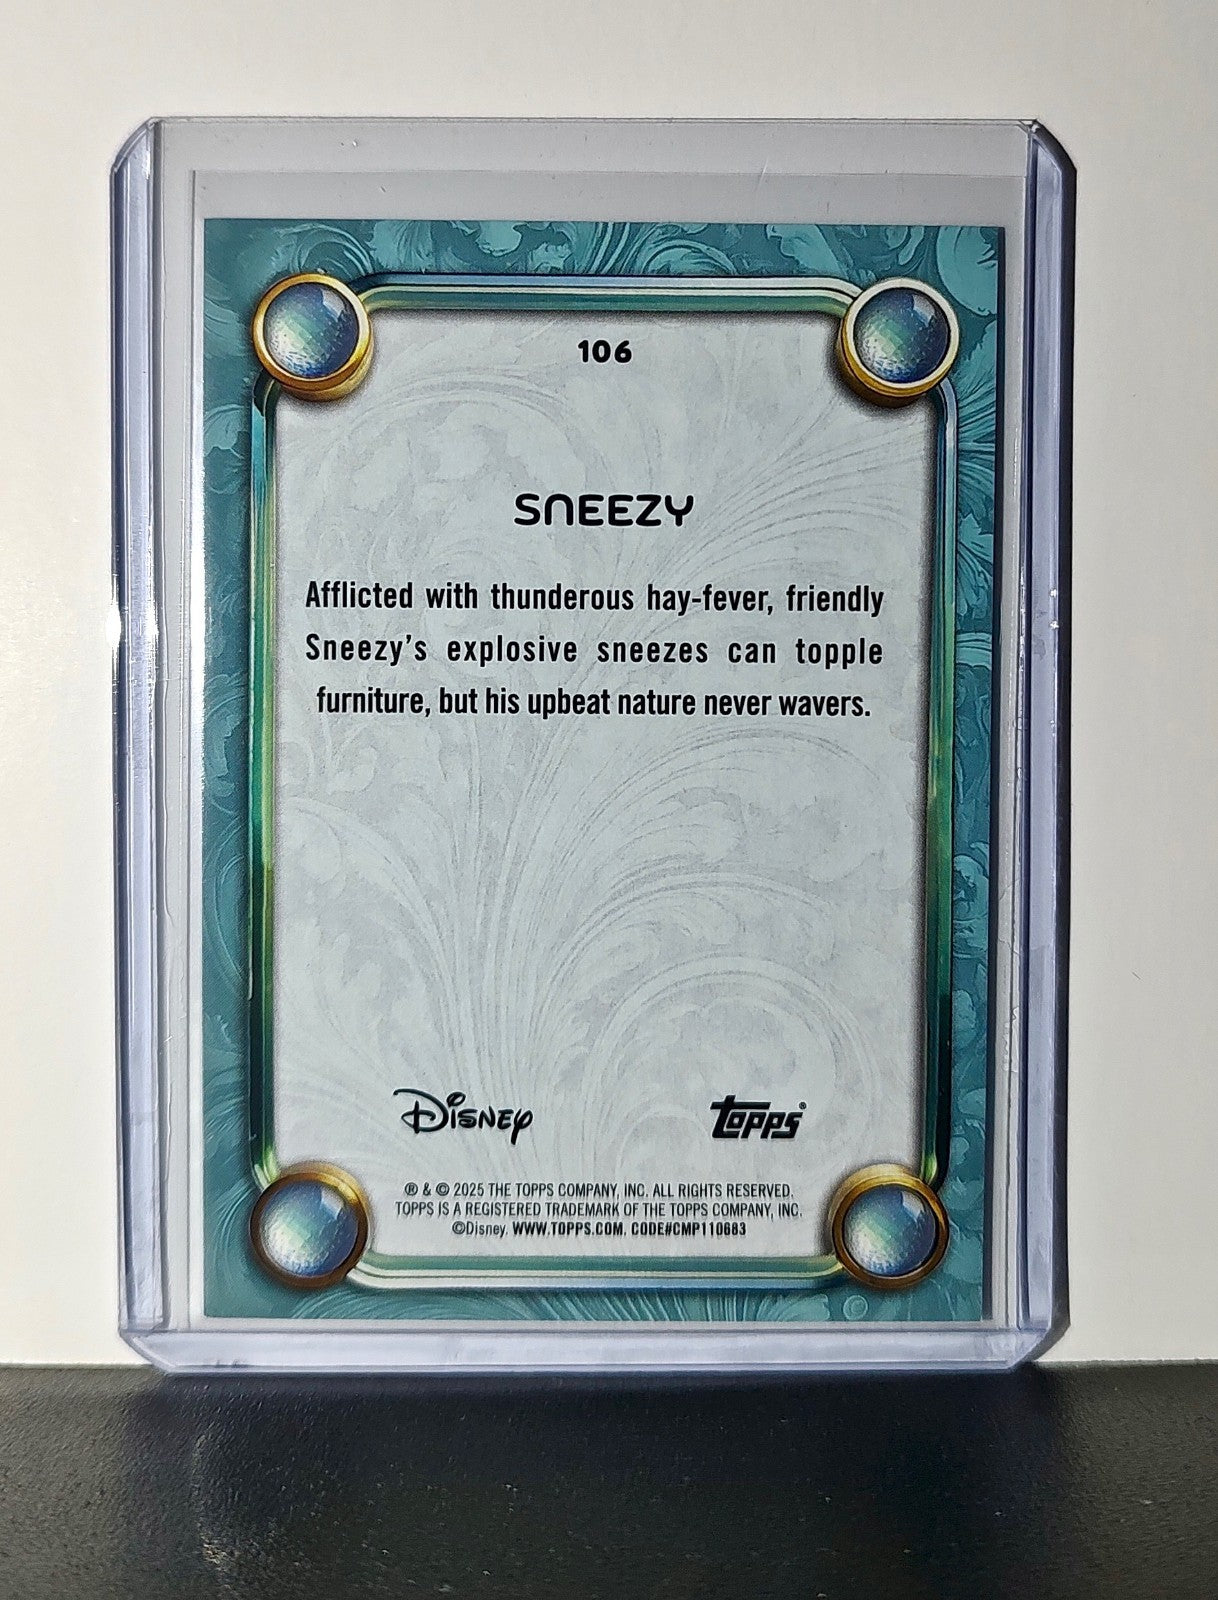 106
SNEEZY
Afflicted with thunderous hay-fever, friendly
Sneezy's explosive sneezes can topple
furniture, but his upbeat nature never wavers.
Disney topps®
® & © 2025 THE TOPPS COMPANY, INC. ALL RIGHTS RESERVED.
TOPPS IS A REGISTERED TRADEMARK OF THE TOPPS COMPANY, INC.
©Disney. WWW.TOPPS.COM. CODE#CMP110683